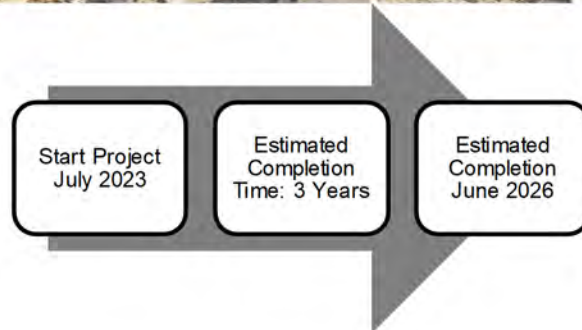 Start Project
July 2023
Estimated
Completion
Time: 3 Years
Estimated
Completion
June 2026